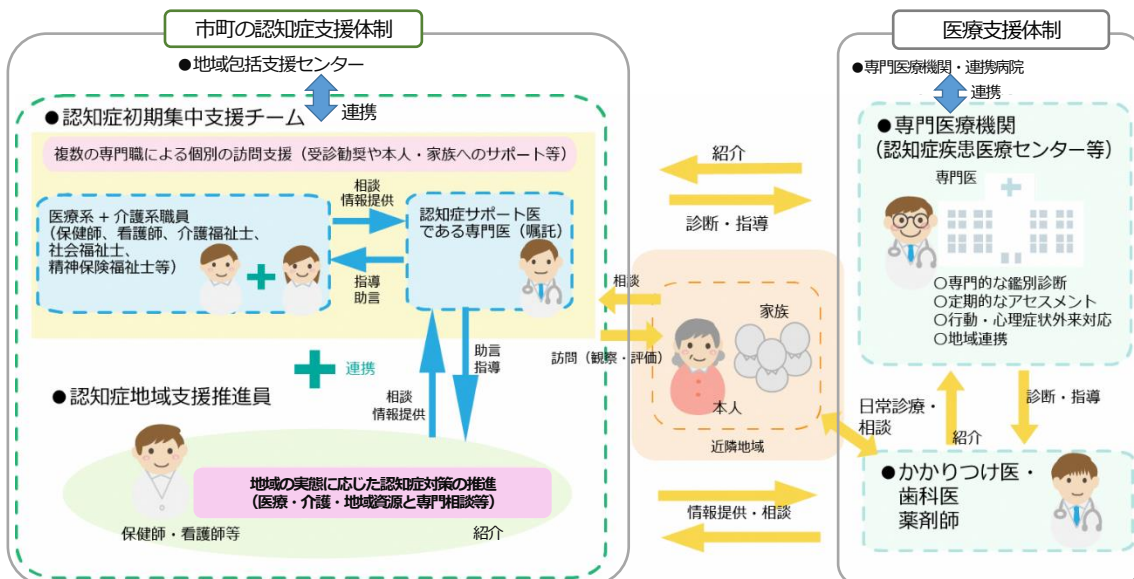 市町の認知症支援体制
●地域包括支援センター
連携
●認知症初期集中支援チーム
複数の専門職による個別の訪問支援（受診勧奨や本人・家族へのサポート等）
医療系 + 介護系職員
（保健師、看護師、介護福祉士、
社会福祉士、
精神保険福祉士等）
相談
情報提供
指導
助言
認知症サポート医
である専門医（嘱託）
連携
相談
情報提供
助言
指導
●認知症地域支援推進員
地域の実態に応じた認知症対策の推進
（医療・介護・地域資源と専門相談等）
保健師・看護師等
紹介
紹介
診断・指導
相談
訪問（観察・評価）
家族
本人
近隣地域
日常診療・
相談
情報提供・相談
医療支援体制
●専門医療機関・連携病院
連携
●専門医療機関
（認知症疾患医療センター等）
専門医
○専門的な鑑別診断
○定期的なアセスメント
○行動・心理症状外来対応
○地域連携
紹介
診断・指導
●かかりつけ医・
歯科医
薬剤師